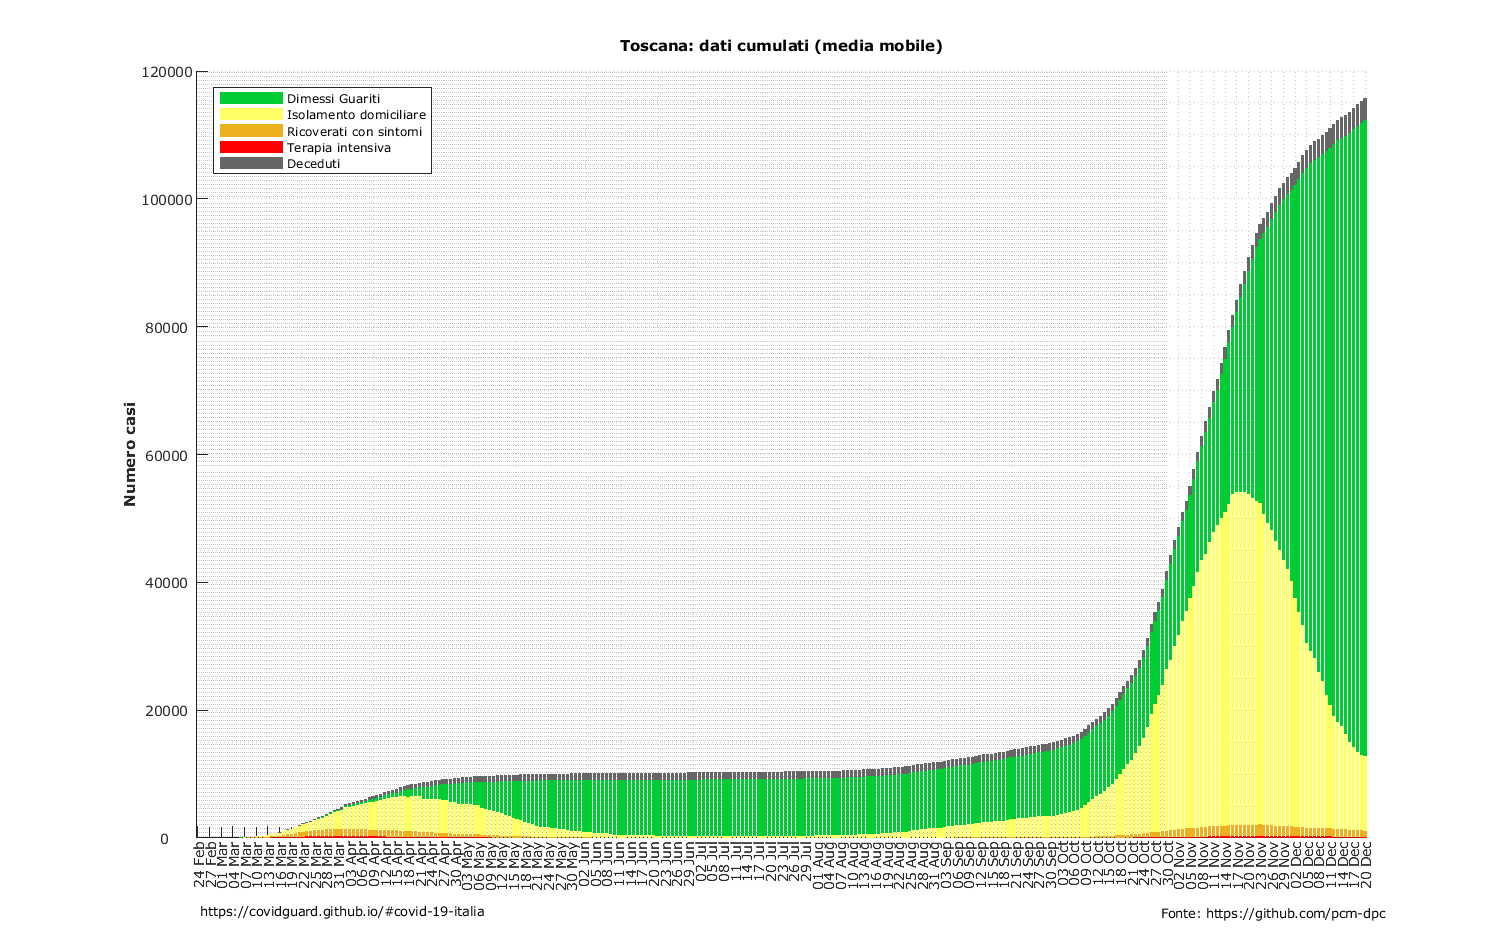 Toscana: dati cumulati (media mobile)
Dimessi Guariti
Isolamento domiciliare
Ricoverati con sintomi
Terapia intensiva
Deceduti
Numero casi
120000
100000
80000
60000
40000
20000
0
24 Feb
27 Feb
01 Mar
04 Mar
07 Mar
10 Mar
13 Mar
16 Mar
19 Mar
22 Mar
25 Mar
28 Mar
31 Mar
03 Apr
06 Apr
09 Apr
12 Apr
15 Apr
18 Apr
21 Apr
24 Apr
27 Apr
30 Apr
03 May
06 May
09 May
12 May
15 May
18 May
21 May
24 May
27 May
30 May
02 Jun
05 Jun
08 Jun
11 Jun
14 Jun
17 Jun
20 Jun
23 Jun
26 Jun
29 Jun
02 Jul
05 Jul
08 Jul
11 Jul
14 Jul
17 Jul
20 Jul
23 Jul
26 Jul
29 Jul
01 Aug
04 Aug
07 Aug
10 Aug
13 Aug
16 Aug
19 Aug
22 Aug
25 Aug
28 Aug
31 Aug
03 Sep
06 Sep
09 Sep
12 Sep
15 Sep
18 Sep
21 Sep
24 Sep
27 Sep
30 Sep
03 Oct
06 Oct
09 Oct
12 Oct
15 Oct
18 Oct
21 Oct
24 Oct
27 Oct
30 Oct
02 Nov
05 Nov
08 Nov
11 Nov
14 Nov
17 Nov
20 Nov
23 Nov
26 Nov
29 Nov
02 Dec
05 Dec
08 Dec
11 Dec
14 Dec
17 Dec
20 Dec
https://covidguard.github.io/#covid-19-italia
Fonte: https://github.com/pcm-dpc